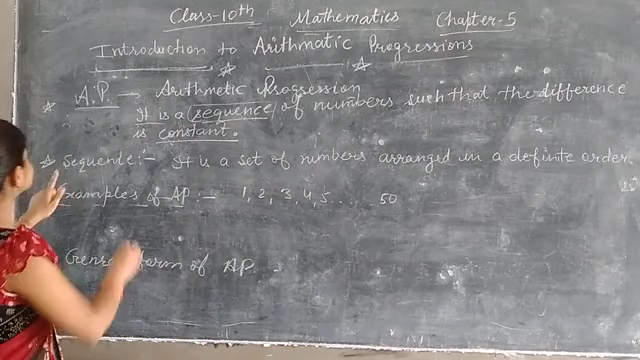 Class-10th Mathematics Chapter-5
Introduction to Arithmatic Progressions
A.P. → Arithmetic Progression
It is a sequence of numbers such that the difference
is constant.
Sequence:- It is a set of numbers arranged in a definite order
Examples of AP:- 1, 2, 3, 4, 5..... 50
form of AP